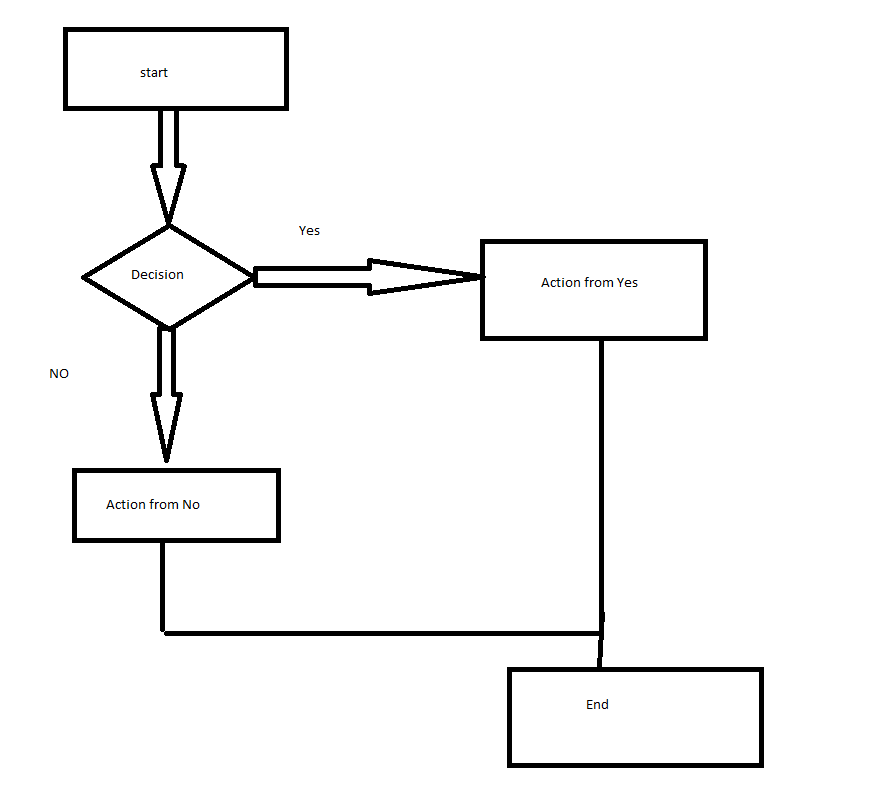 start
Yes
Decision
Action from Yes
NO
Action from No
End